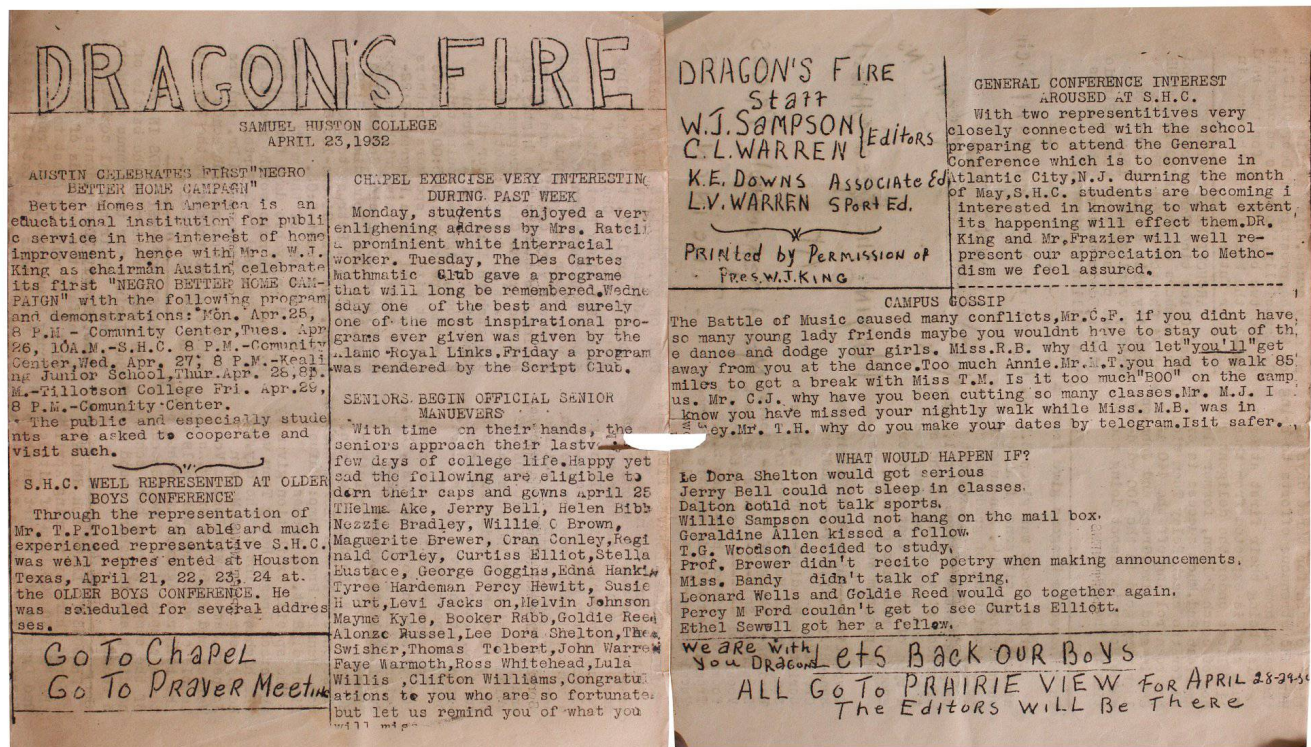 DRAGON'S FIRE
SAMUEL HUSTON COLLEGE
APRIL 23,1932
AUSTIN CELEBRATES FIRST"NEGRO
BETTER HOME CAMPAGN"
Better Homes in America is an
educational institution for publi
c service in the interest of home
improvement, hence with Mrs. W.J.
King as chairman Austin celebrate
its first "NEGRO BETTER HOME CAM-
PAIGN" with the following program
and demonstrations: Mon. Apr.25,
8 P.M - Comunity Center,Tues. Apr
26, 10A.M.-S.H.C. 8 P.M.-Comunity
Center,Wed. Apr. 27; 8 P.M.-Keali
ng Junior School,Thur.Apr. 28,8P.
M.-Tillotson College Fri. Apr.29,
8 P.M.-Comunity Center.
The public and especially stude
nts are asked to cooperate and
visit such.
S.H.C. WELL REPRESENTED AT OLDER
BOYS CONFERENCE
Through the representation of
Mr. T.P.Tolbert an able and much
experienced representative S.H.C.
was well represented at Houston
Texas, April 21, 22, 23, 24 at.
the OLDER BOYS CONFERENCE. He
was scheduled for several addres
ses.
GO TO CHAPEL
GO TO PRAYER MEETING
CHAPEL EXERCISE VERY INTERESTING
DURING PAST WEEK
Monday, students enjoyed a very
enlighening address by Mrs. Ratcli
a prominient white interracial
worker. Tuesday, The Des Cartes
Mathmatic Club gave a programe
that will long be remembered.Wedne
sday one of the best and surely
one of the most inspirational pro-
grams ever given was given by the
Alamo Royal Links.Friday a program
was rendered by the Script Club.
SENIORS BEGIN OFFICIAL SENIOR
MANUEVERS
With time on their hands, the
seniors approach their lastv
few days of college life.Happy yet
sad the following are eligible to
dorn their caps and gowns April 25
THelma Ake, Jerry Bell, Helen Bibb
Nezzie Bradley, Willie C Brown,
Maguerite Brewer, Cran Conley,Regi
nald Corley, Curtiss Elliot,Stella
Eustace, George Goggins,Edna Hankin
Tyree Hardeman Percy Hewitt, Susie
H urt,Levi Jacks on,Melvin Johnson
Mayme Kyle, Booker Rabb,Goldie Reed
Alonzo Russel,Lee Dora Shelton,
Swisher,Thomas Tolbert,John Warren
Faye Warmoth,Ross Whitehead,Lula
Willis ,Clifton Williams,Congratul
ations to you who are so fortunate.
but let us remind you of what you
will
DRAGON'S FIRE
Staff
W.J.SAMPSON
C.L.WARREN
Editors
K.E. DOWNS ASSOCIATE Ed
L.V. WARREN SPort Ed.
PRINTED by PERMISSION OF
Pres.W.J.KING
GENERAL CONFERENCE INTEREST
AROUSED AT S.H.C.
With two representitives very
closely connected with the school
preparing to attend the General
Conference which is to convene in
Atlantic City,N.J. durning the month
of May,S.H.C. students are becoming i
interested in knowing to what extent
its happening will effect them.DR.
King and Mr.Frazier will well re-
present our appreciation to Metho-
dism we feel assured.
CAMPUS GOSSIP
The Battle of Music caused many conflicts,Mr.C.F. if you didnt have
so many young lady friends maybe you wouldnt have to stay out of th
e dance and dodge your girls. Miss.R.B. why did you let"you'll"get
away from you at the dance.Too much Annie.Mr.M.T.you had to walk 85
miles to get a break with Miss T.M. Is it too much"BOO" on the camp
us. Mr. C.J. why have you been cutting so many classes.Mr. M.J. I
know you have missed your nightly walk while Miss. M.B. was in
Mr. T.H. why do you make your dates by telegram.Isit safer.
WHAT WOULD HAPPEN IF?
Le Dora Shelton would get serious
Jerry Bell could not sleep in classes.
Dalton could not talk sports.
Willie Sampson could not hang on the mail box.
Geraldine Allen kissed a fellow.
T.G. Woodson decided to study.
Prof. Brewer didn't recite poetry when making announcements.
Miss. Bandy didn't talk of spring.
Leonard Wells and Goldie Reed would go together again.
Percy M Ford couldn't get to see Curtis Elliott.
Ethel Sewell got her a fellow.
We ARE With
You DRAGONS
LETS BACK OUR BOYS
ALL GO TO PRAIRIE VIEW FOR APRIL 28-29-30
The EDITORS WILL BE THERE